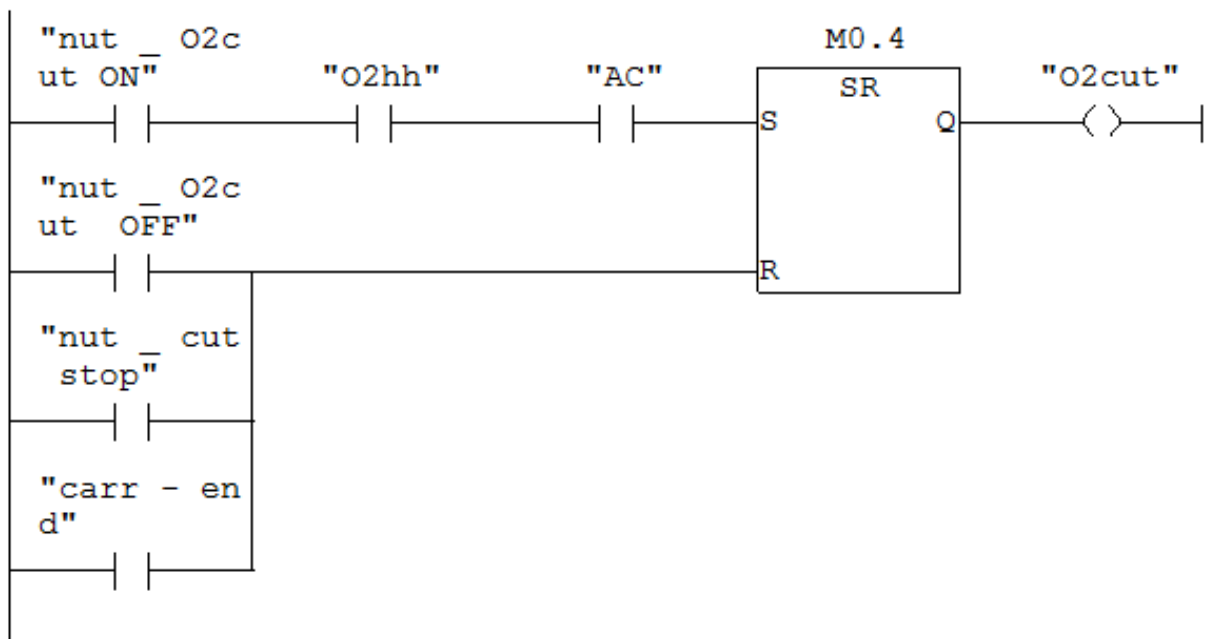 "nut _ O2c
ut ON"
"O2hh"
"AC"
M0.4
SR
"O2cut"
S
Q
"nut _ O2c
ut OFF"
R
"nut _ cut
stop"
"carr - en
d"